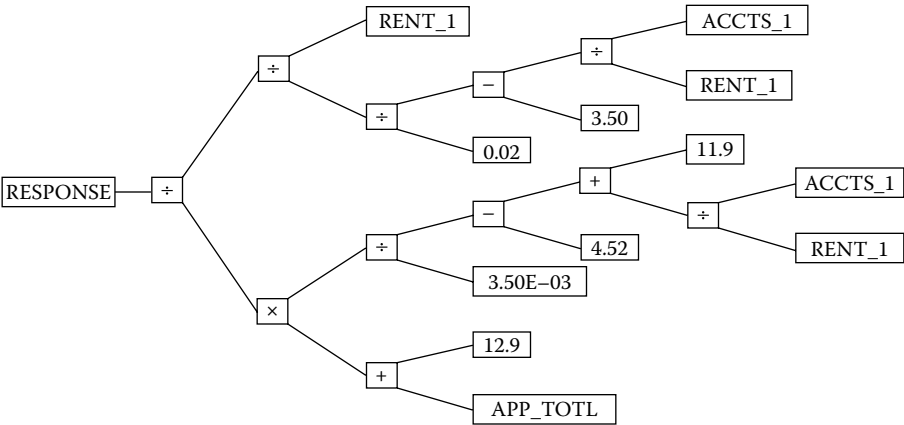 RENT_1
ACCTS_1
÷
÷
RENT_1
−
÷
3.50
0.02
11.9
RESPONSE
÷
+
ACCTS_1
−
÷
÷
4.52
RENT_1
3.50E−03
×
12.9
+
APP_TOTL